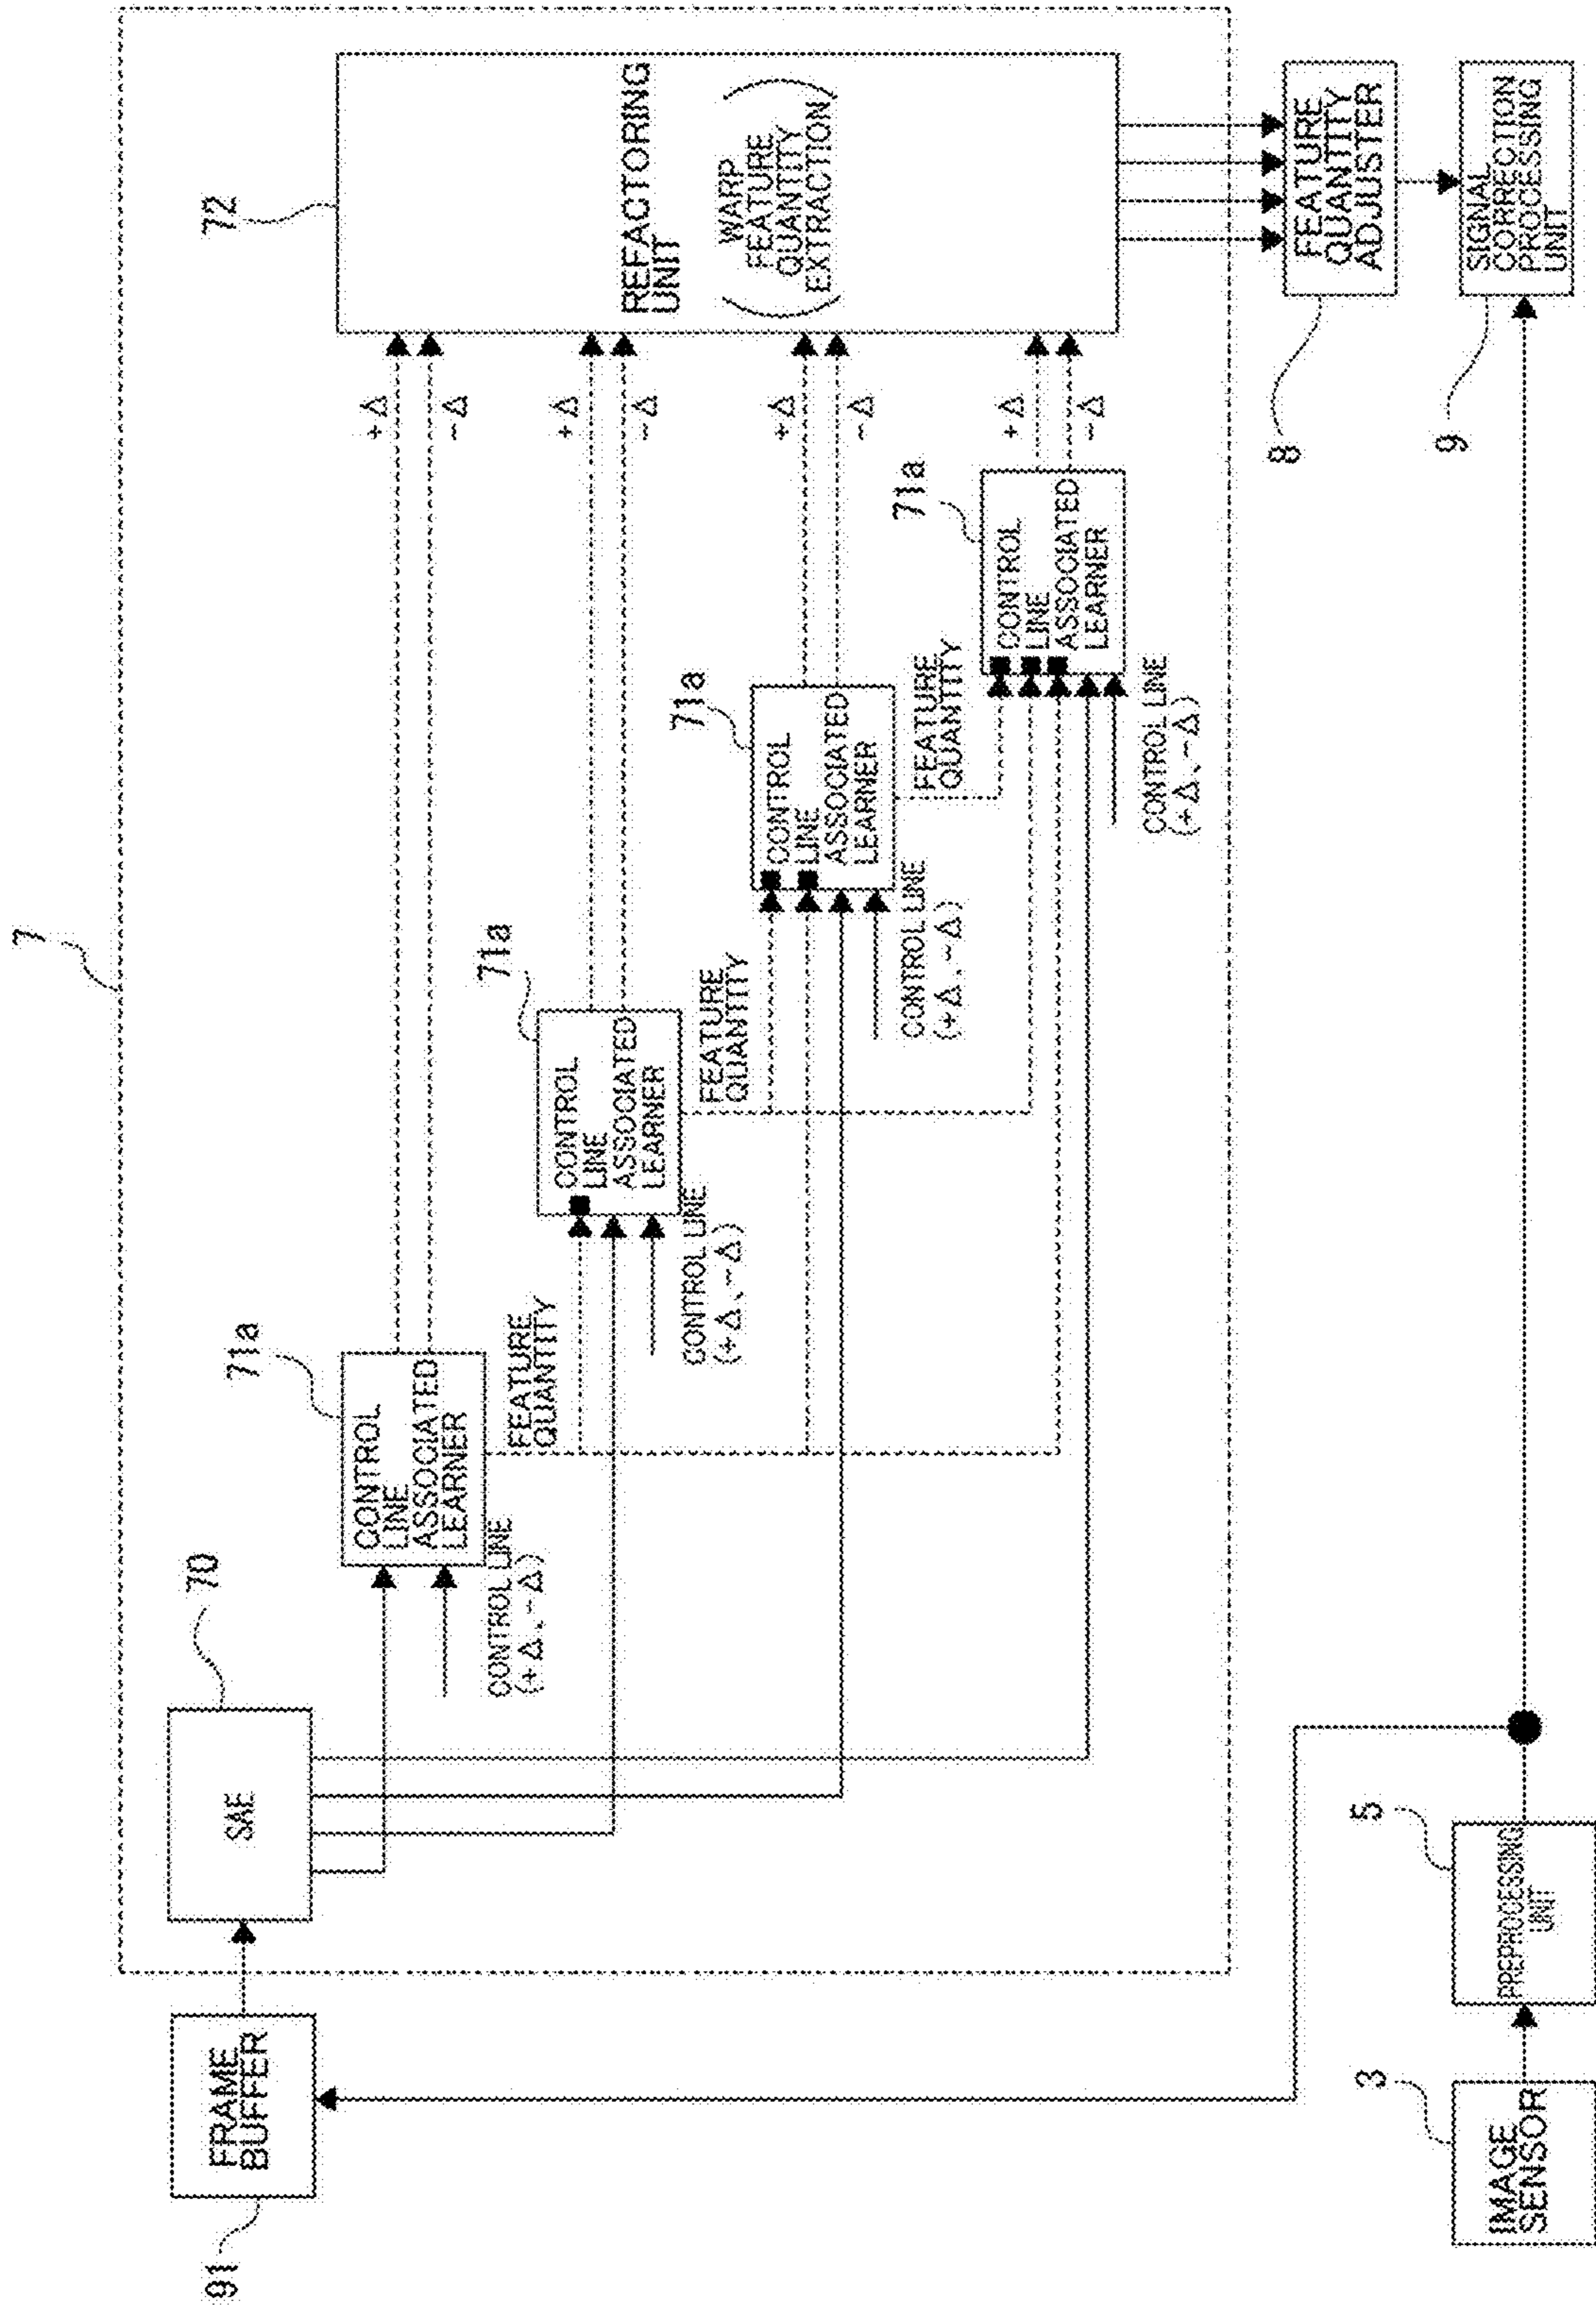 7
91
FRAME
BUFFER
70
SAE
71a
CONTROL
LINE
ASSOCIATED
LEARNER
CONTROL LINE
(+Δ、-Δ)
FEATURE
QUANTITY
71a
CONTROL
LINE
ASSOCIATED
LEARNER
CONTROL LINE
(+Δ、-Δ)
FEATURE
QUANTITY
71a
CONTROL
LINE
ASSOCIATED
LEARNER
CONTROL LINE
(+Δ、-Δ)
FEATURE
QUANTITY
71a
CONTROL
LINE
ASSOCIATED
LEARNER
CONTROL LINE
(+Δ、-Δ)
+Δ
-Δ
+Δ
-Δ
+Δ
-Δ
+Δ
-Δ
72
REFACTORING
UNIT
(WARP
FEATURE
QUANTITY
EXTRACTION)
8
FEATURE
QUANTITY
ADJUSTER
3
IMAGE
SENSOR
5
PREPROCESSING
UNIT
9
SIGNAL
CORRECTION
PROCESSING
UNIT